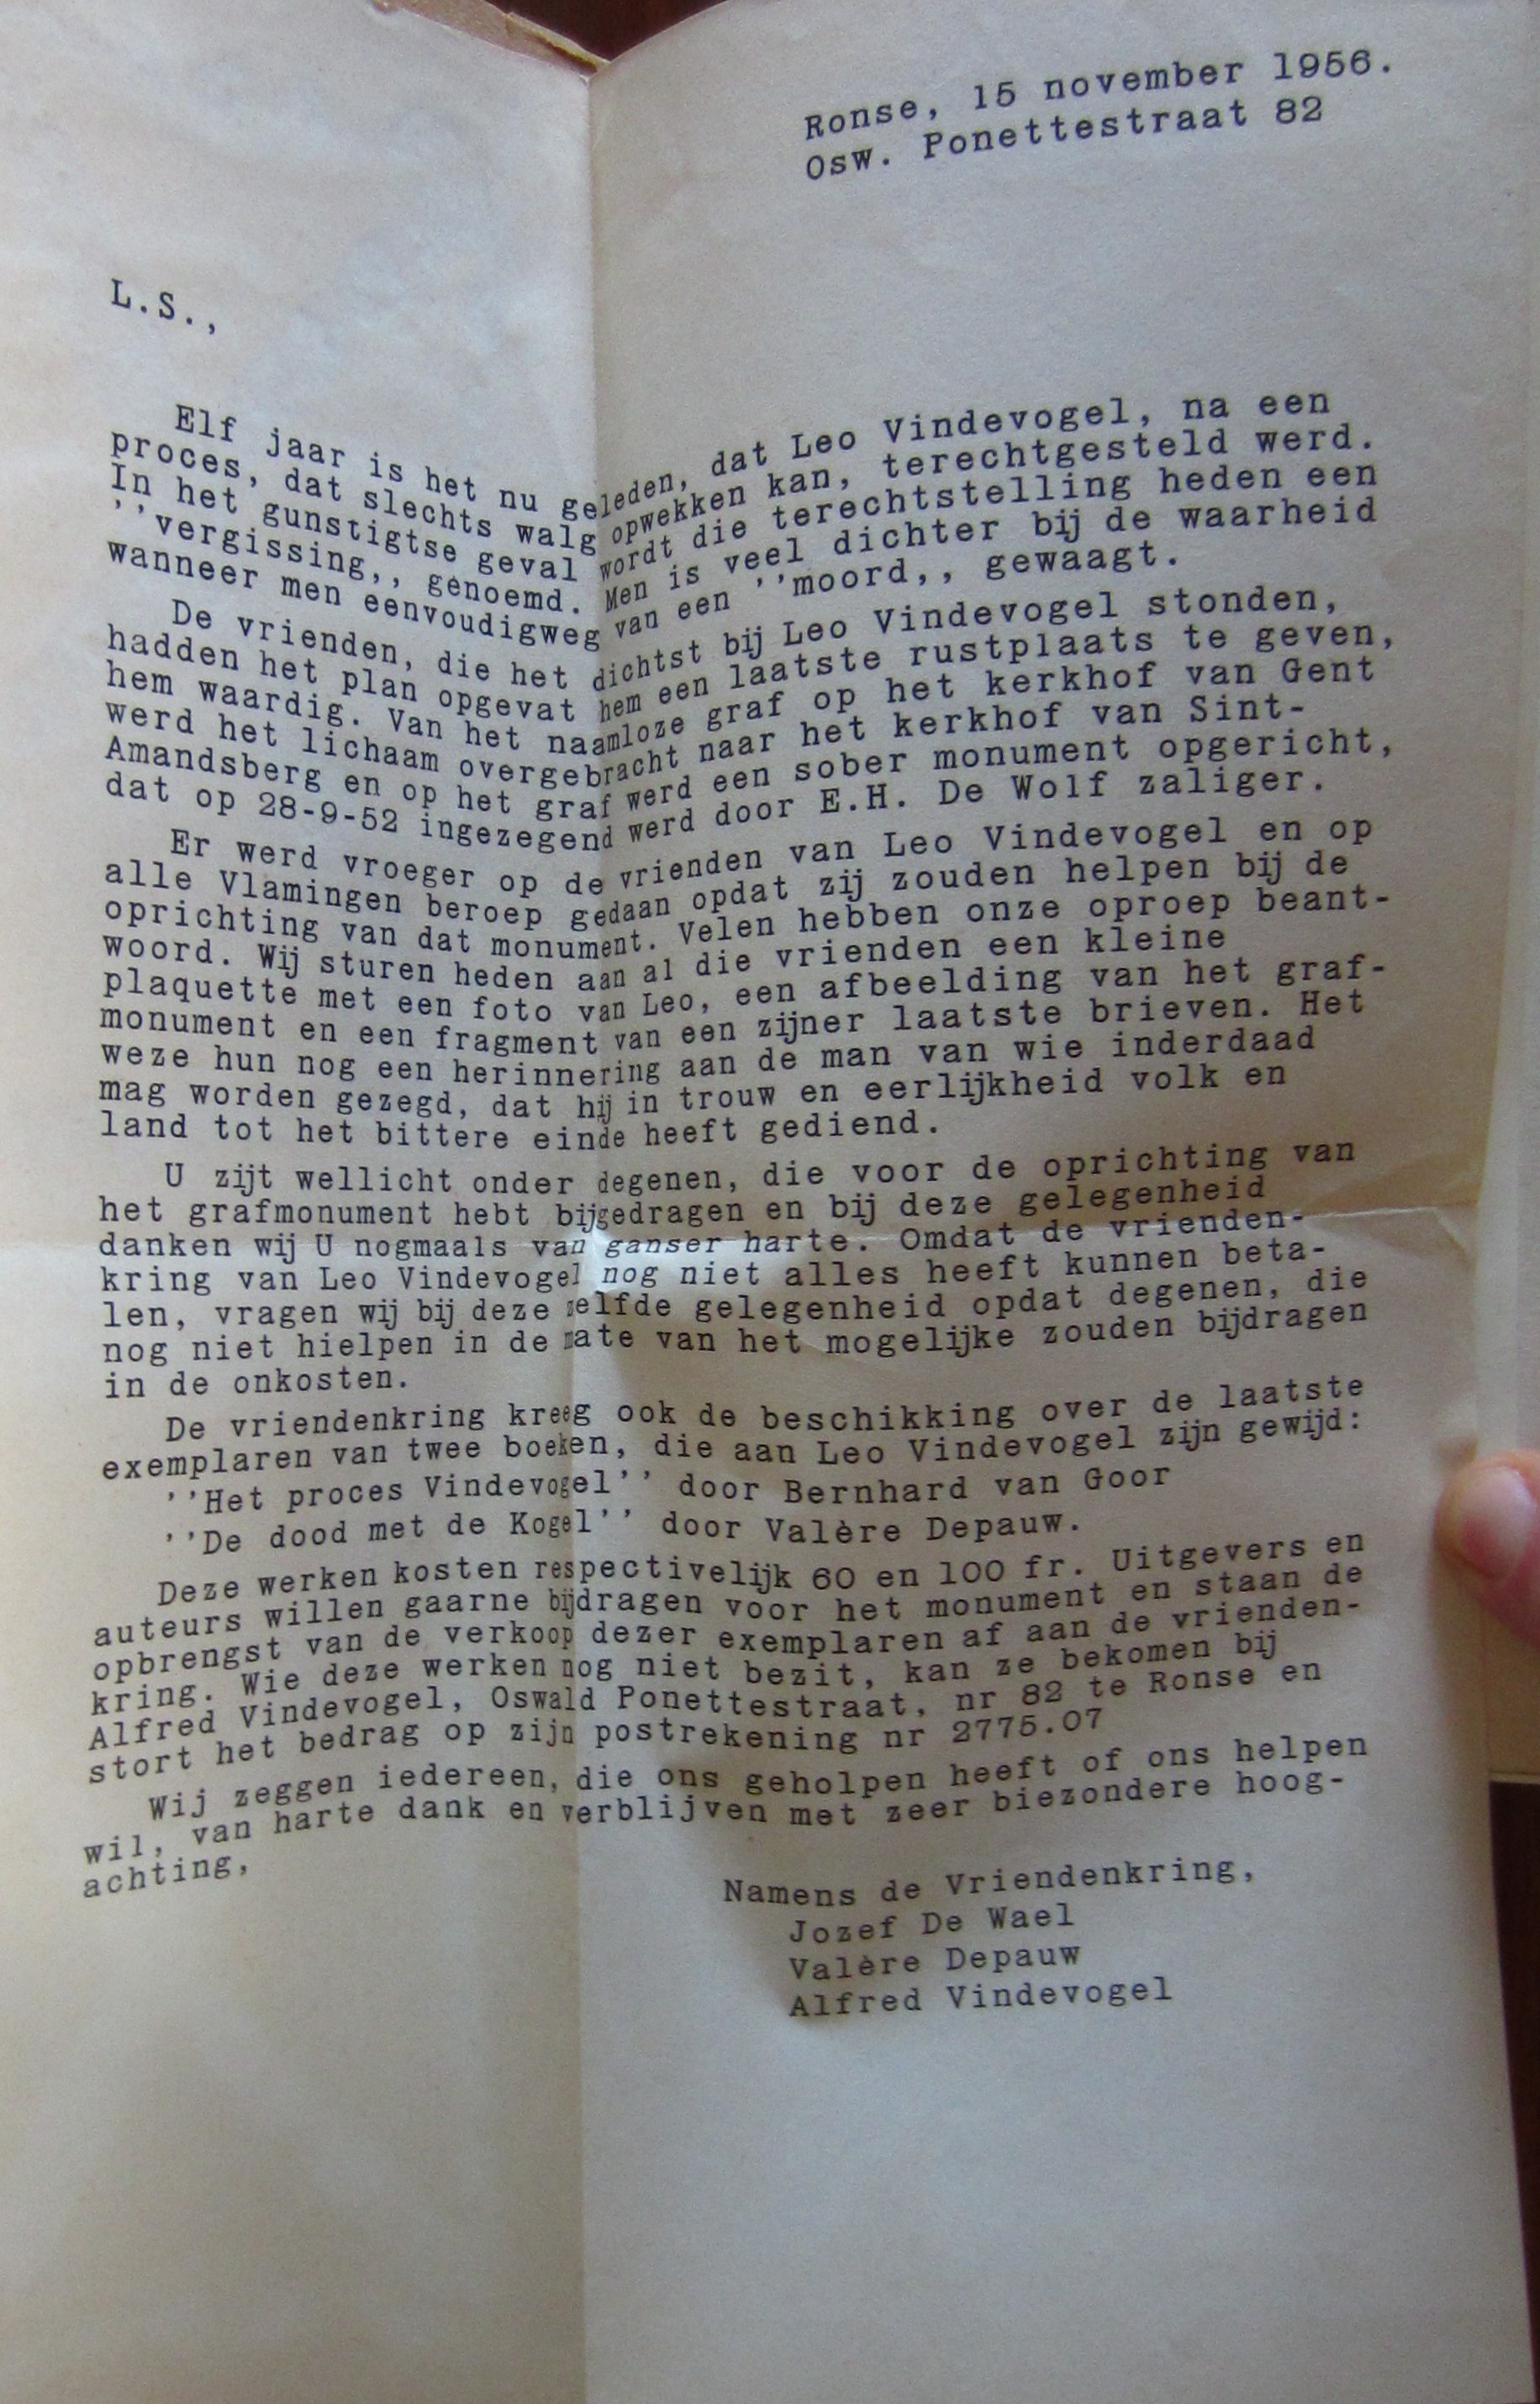 Ronse, 15 november 1956.
Osw. Ponettestraat 82
L.S.,
Elf jaar is het nu geleden, dat Leo Vindevogel, na een
proces, dat slechts walg opwekken kan, terechtgesteld werd.
In het gunstigtse geval wordt die terechtstelling heden een
''vergissing,, genoemd. Men is veel dichter bij de waarheid
wanneer men eenvoudigweg van een ''moord,, gewaagt.
De vrienden, die het dichtst bij Leo Vindevogel stonden,
hadden het plan opgevat hem een laatste rustplaats te geven,
hem waardig. Van het naamloze graf op het kerkhof van Gent
werd het lichaam overgebracht naar het kerkhof van Sint-
Amandsberg en op het graf werd een sober monument opgericht,
dat op 28-9-52 ingezegend werd door E.H. De Wolf zaliger.
Er werd vroeger op de vrienden van Leo Vindevogel en op
alle Vlamingen beroep gedaan opdat zij zouden helpen bij de
oprichting van dat monument. Velen hebben onze oproep beant-
woord. Wij sturen heden aan al die vrienden een kleine
plaquette met een foto van Leo, een afbeelding van het graf-
monument en een fragment van een zijner laatste brieven. Het
weze hun nog een herinnering aan de man van wie inderdaad
mag worden gezegd, dat hij in trouw en eerlijkheid volk en
land tot het bittere einde heeft gediend.
U zijt wellicht onder degenen, die voor de oprichting van
het grafmonument hebt bijgedragen en bij deze gelegenheid
danken wij U nogmaals van ganser harte. Omdat de vrienden-
kring van Leo Vindevogel nog niet alles heeft kunnen beta-
len, vragen wij bij deze zelfde gelegenheid opdat degenen, die
nog niet hielpen in de mate van het mogelijke zouden bijdragen
in de onkosten.
De vriendenkring kreeg ook de beschikking over de laatste
exemplaren van twee boeken, die aan Leo Vindevogel zijn gewijd:
''Het proces Vindevogel'' door Bernhard van Goor
''De dood met de Kogel'' door Valère Depauw.
Deze werken kosten respectivelijk 60 en 100 fr. Uitgevers en
auteurs willen gaarne bijdragen voor het monument en staan de
opbrengst van de verkoop dezer exemplaren af aan de vrienden-
kring. Wie deze werken nog niet bezit, kan ze bekomen bij
Alfred Vindevogel, Oswald Ponettestraat, nr 82 te Ronse en
stort het bedrag op zijn postrekening nr 2775.07
Wij zeggen iedereen, die ons geholpen heeft of ons helpen
wil, van harte dank en verblijven met zeer biezondere hoog-
achting,
Namens de Vriendenkring,
Jozef De Wael
Valère Depauw
Alfred Vindevogel